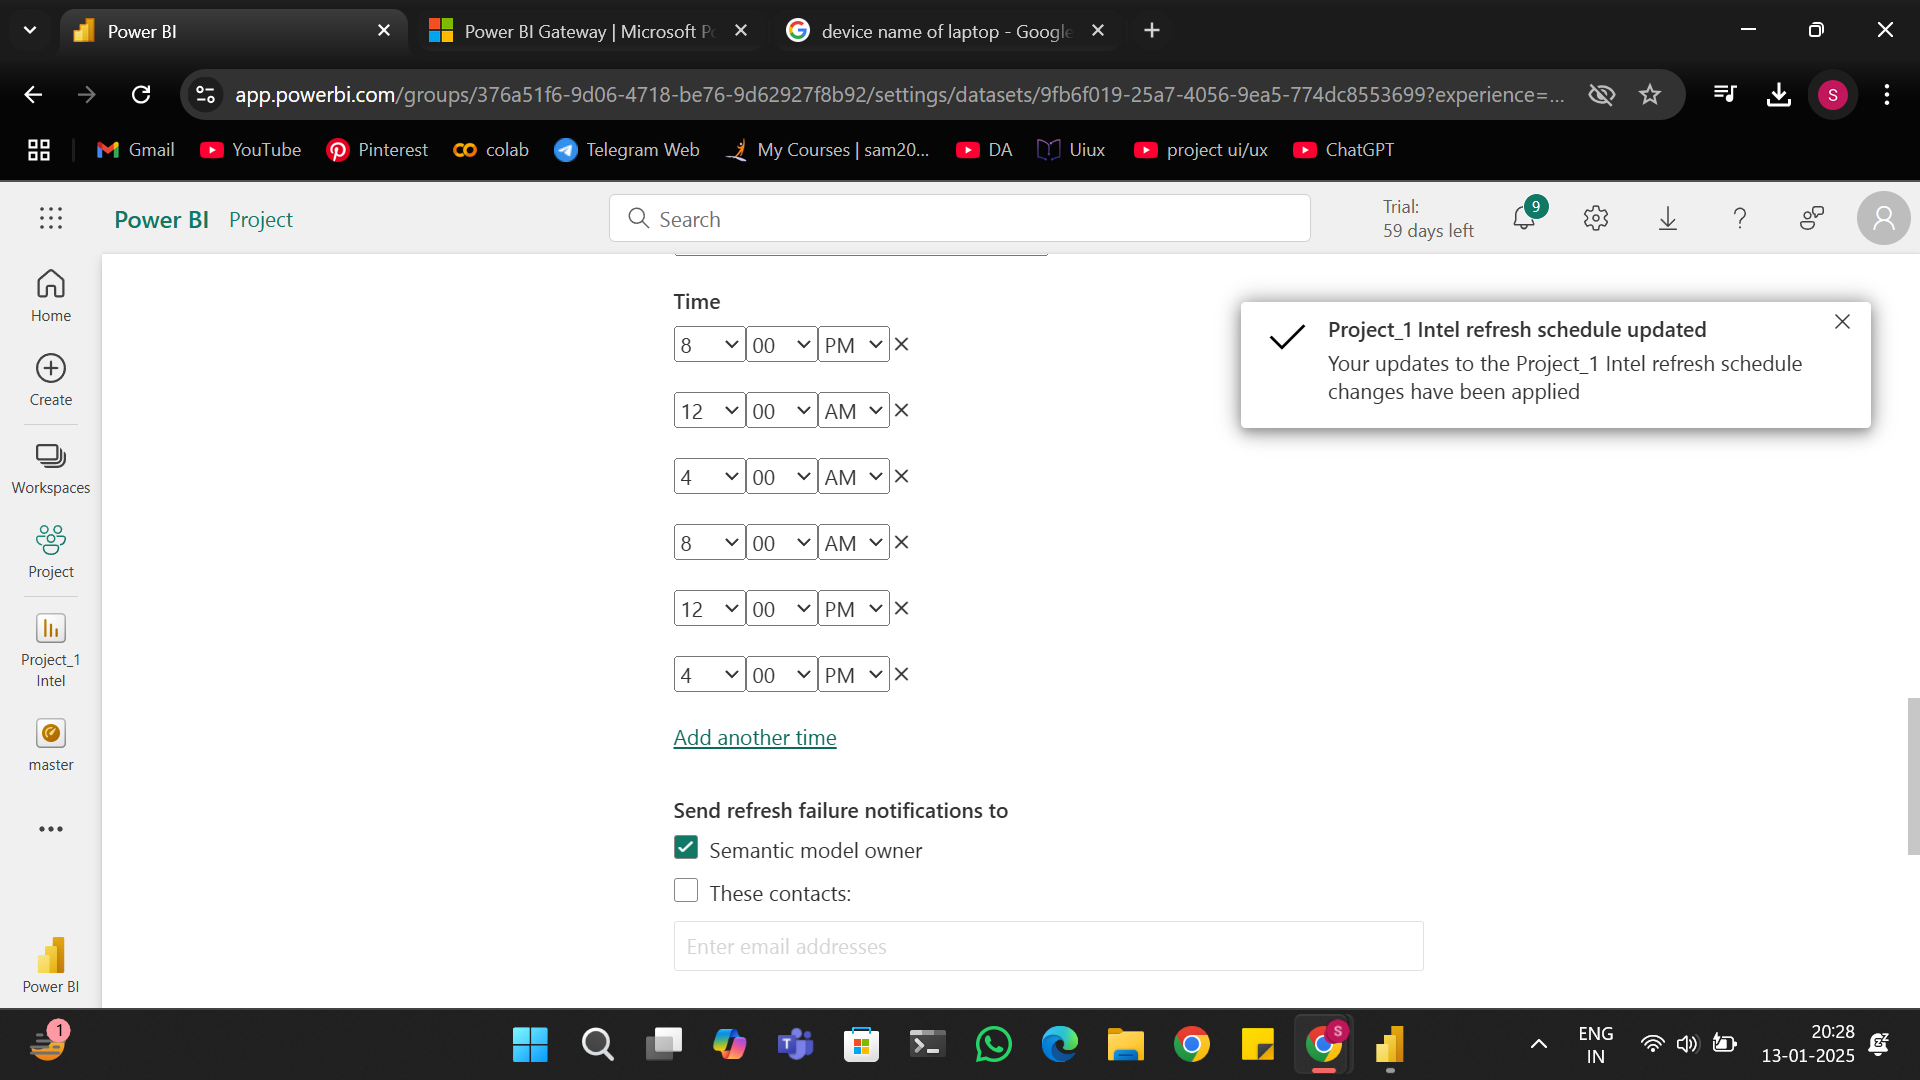 Power BI
Power BI Gateway | Microsoft Po
device name of laptop - Google
app.powerbi.com/groups/376a51f6-9d06-4718-be76-9d62927f8b92/settings/datasets/9fb6f019-25a7-4056-9ea5-774dc8553699?experience=...
S
Gmail
YouTube
Pinterest
colab
Telegram Web
My Courses | sam20...
DA
Uiux
project ui/ux
ChatGPT
Power BI Project
Search
Trial:
59 days left
9
Home
Create
Workspaces
Project
Project_1
Intel
master
Power BI
Time
8 00 PM
12 00 AM
4 00 AM
8 00 AM
12 00 PM
4 00 PM
Add another time
Send refresh failure notifications to
Semantic model owner
These contacts:
Enter email addresses
Project_1 Intel refresh schedule updated
Your updates to the Project_1 Intel refresh schedule
changes have been applied
1
S
ENG
IN
20:28
13-01-2025